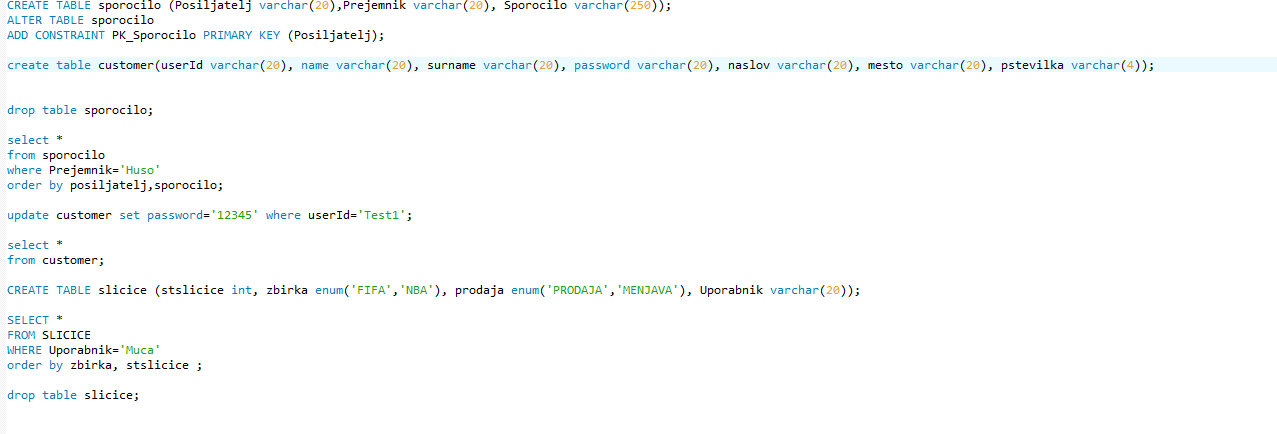 CREATE TABLE sporocilo (Posiljatelj varchar(20),Prejemnik varchar(20), Sporocilo varchar(250));
ALTER TABLE sporocilo
ADD CONSTRAINT PK_Sporocilo PRIMARY KEY (Posiljatelj);
create table customer(userId varchar(20), name varchar(20), surname varchar(20), password varchar(20), naslov varchar(20), mesto varchar(20), pstevilka varchar(4));
drop table sporocilo;
select *
from sporocilo
where Prejemnik='Huso'
order by posiljatelj,sporocilo;
update customer set password='12345' where userId='Test1';
select *
from customer;
CREATE TABLE slicice (stslicice int, zbirka enum('FIFA','NBA'), prodaja enum('PRODAJA','MENJAVA'), Uporabnik varchar(20));
SELECT *
FROM SLICICE
WHERE Uporabnik='Muca'
order by zbirka, stslicice ;
drop table slicice;